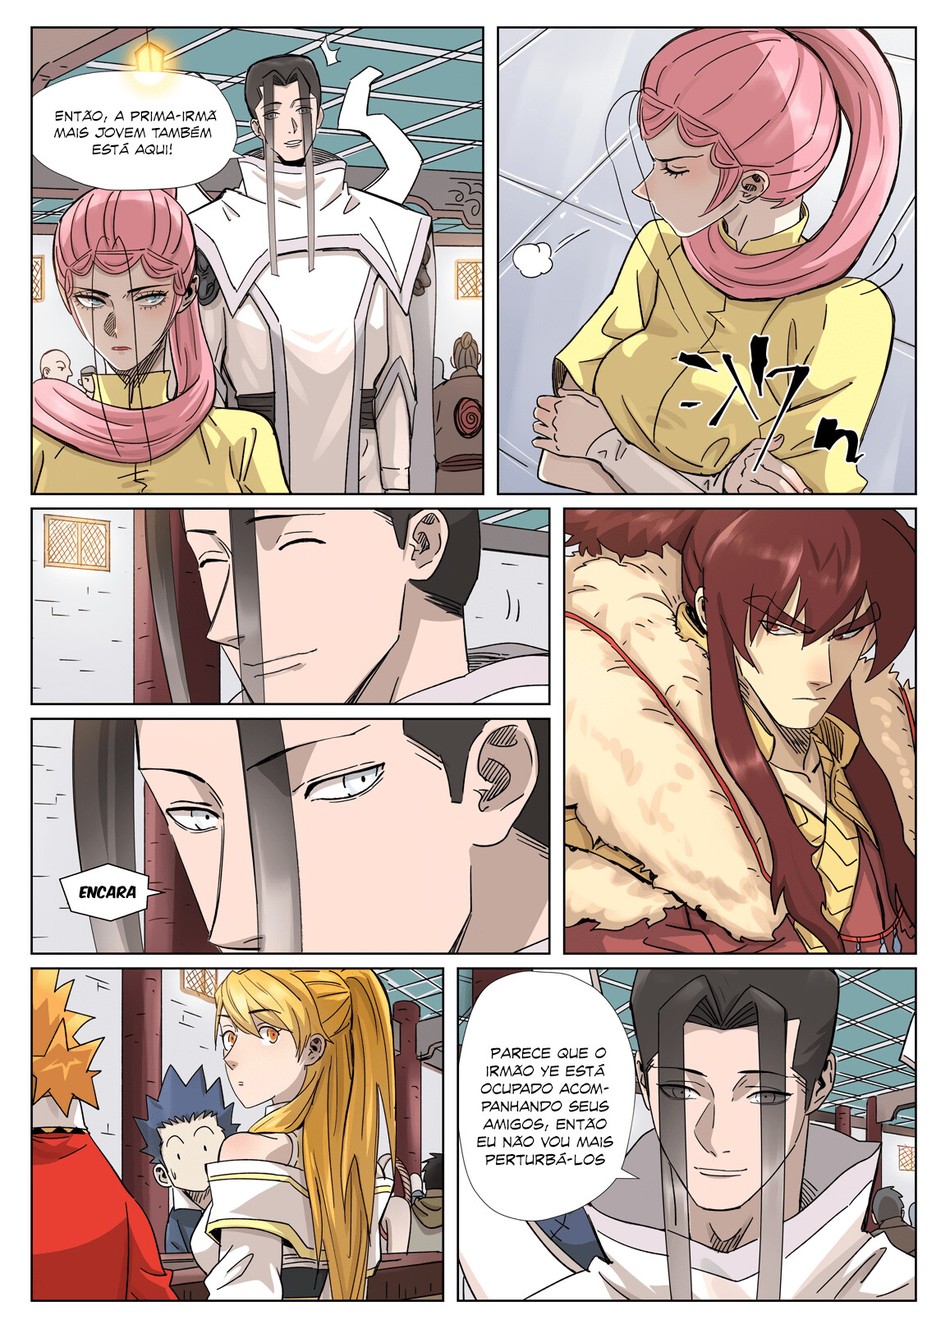 ENTÃO, A PRIMA-IRMÃ
MAIS JOVEM TAMBÉM
ESTÁ AQUI!
ENCARA
PARECE QUE O
IRMÃO YE ESTÁ
OCUPADO ACOM-
PANHANDO SEUS
AMIGOS, ENTÃO
EU NÃO VOU MAIS
PERTURBÁ-LOS